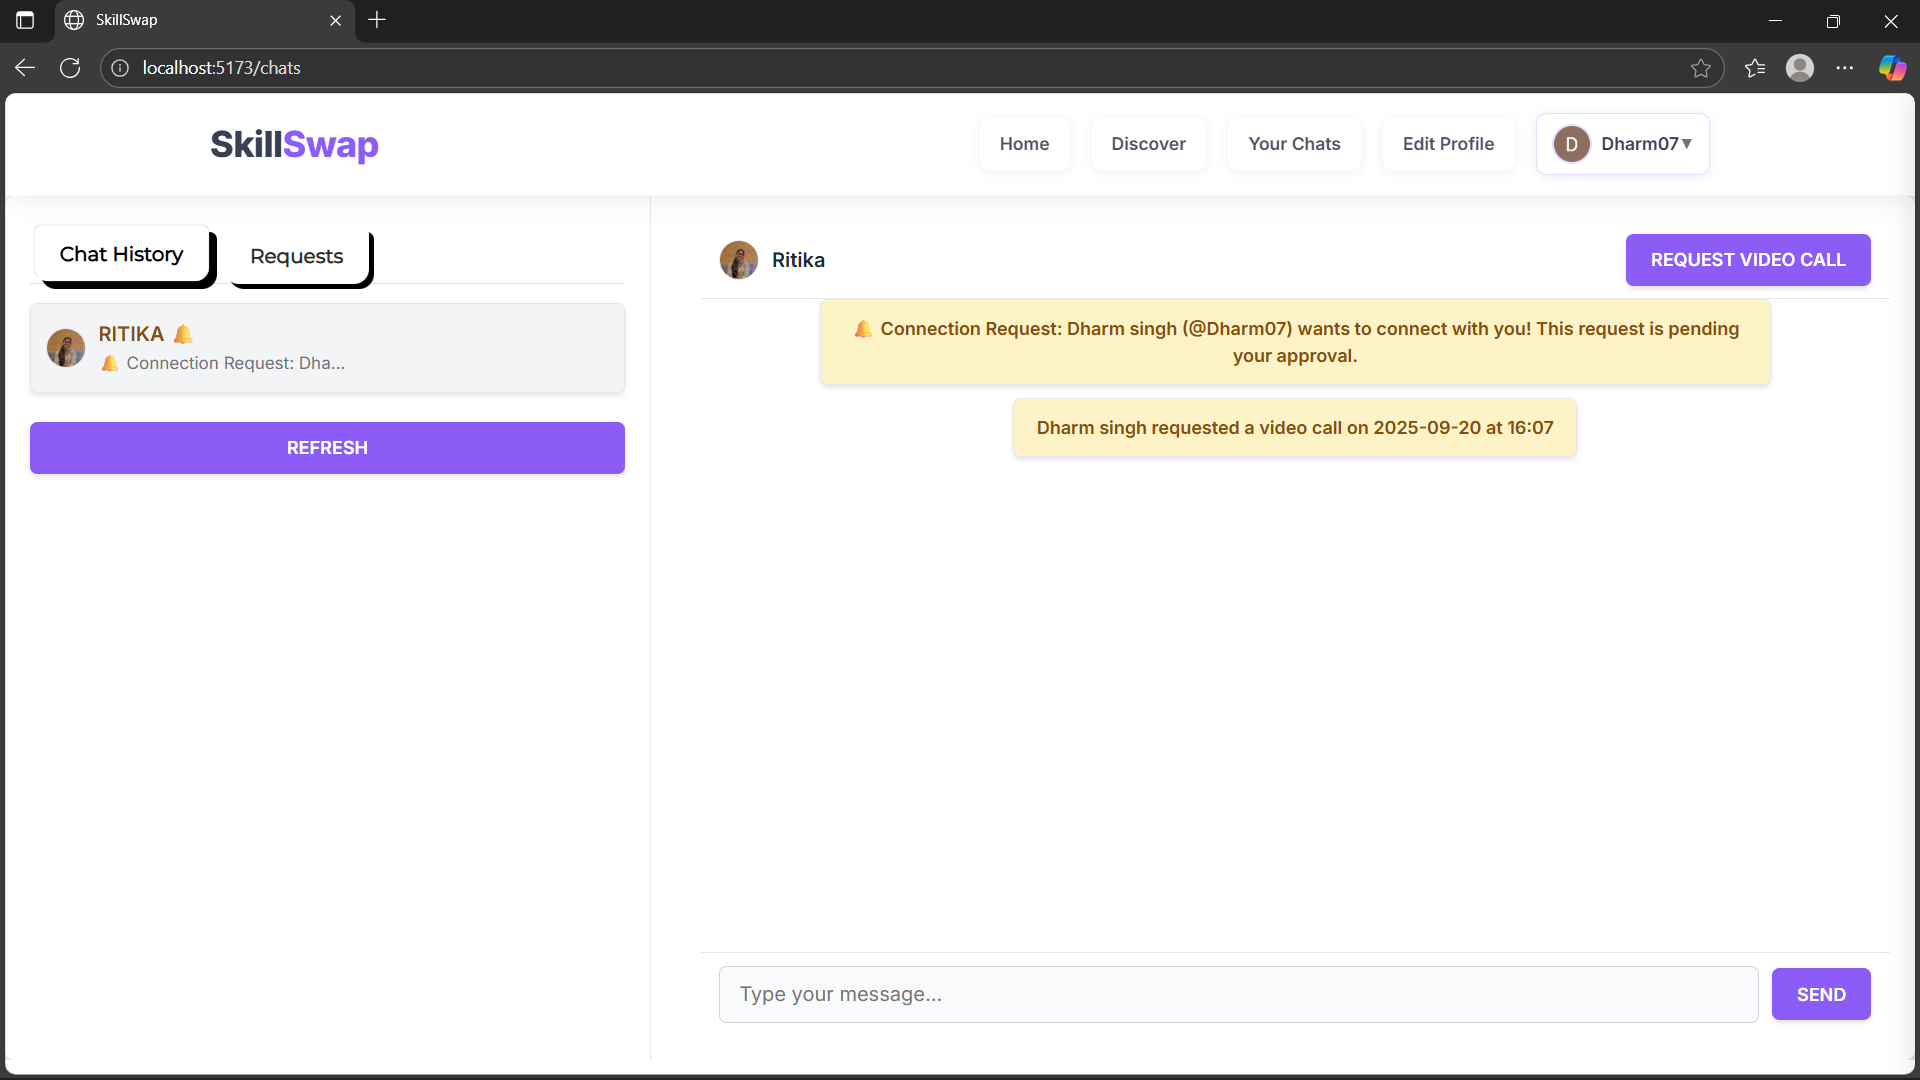 SkillSwap
localhost:5173/chats
SkillSwap
Home
Discover
Your Chats
Edit Profile
D
Dharm07▼
Chat History
Requests
RITIKA 🔔
🔔 Connection Request: Dha...
REFRESH
Ritika
REQUEST VIDEO CALL
🔔 Connection Request: Dharm singh (@Dharm07) wants to connect with you! This request is pending
your approval.
Dharm singh requested a video call on 2025-09-20 at 16:07
Type your message...
SEND